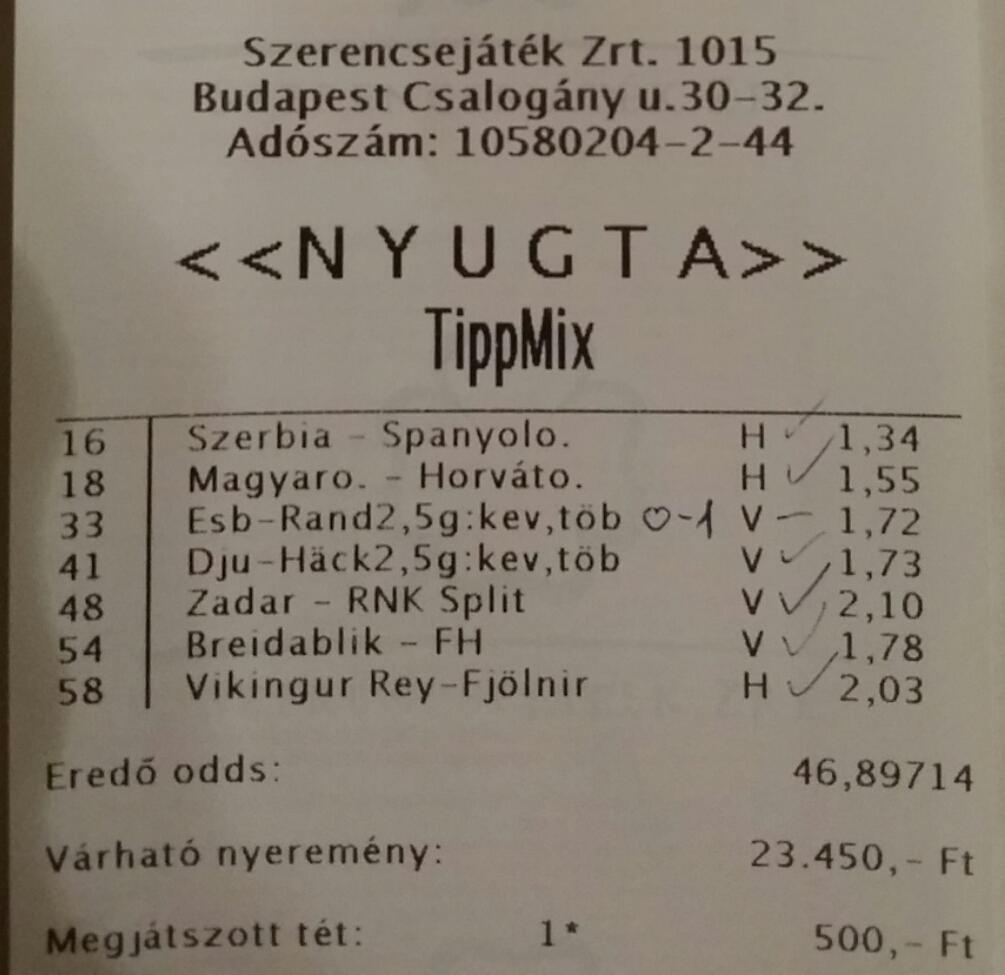 Szerencsejáték Zrt. 1015
Budapest Csalogány u.30-32.
Adószám: 10580204-2-44
<<NYUGTA>>
TippMix
16 Szerbia - Spanyolo. H 1,34
18 Magyaro. - Horváto. H 1,55
33 Esb-Rand2,5g:kev,töb ♡-1 V 1,72
41 Dju-Häck2,5g:kev,töb V 1,73
48 Zadar - RNK Split V 2,10
54 Breidablik - FH V 1,78
58 Vikingur Rey-Fjölnir H 2,03
Eredő odds: 46,89714
Várható nyeremény: 23.450,- Ft
Megjátszott tét: 1* 500,- Ft